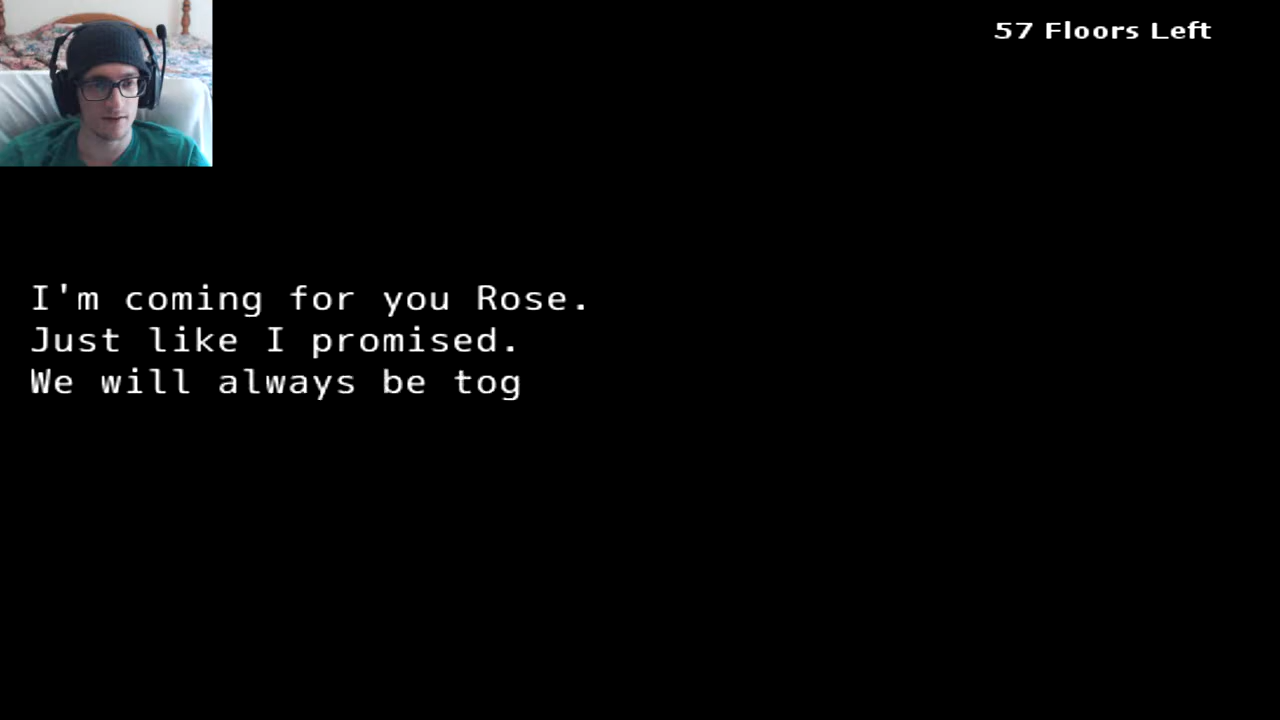 57 Floors Left
I'm coming for you Rose.
Just like I promised.
We will always be tog